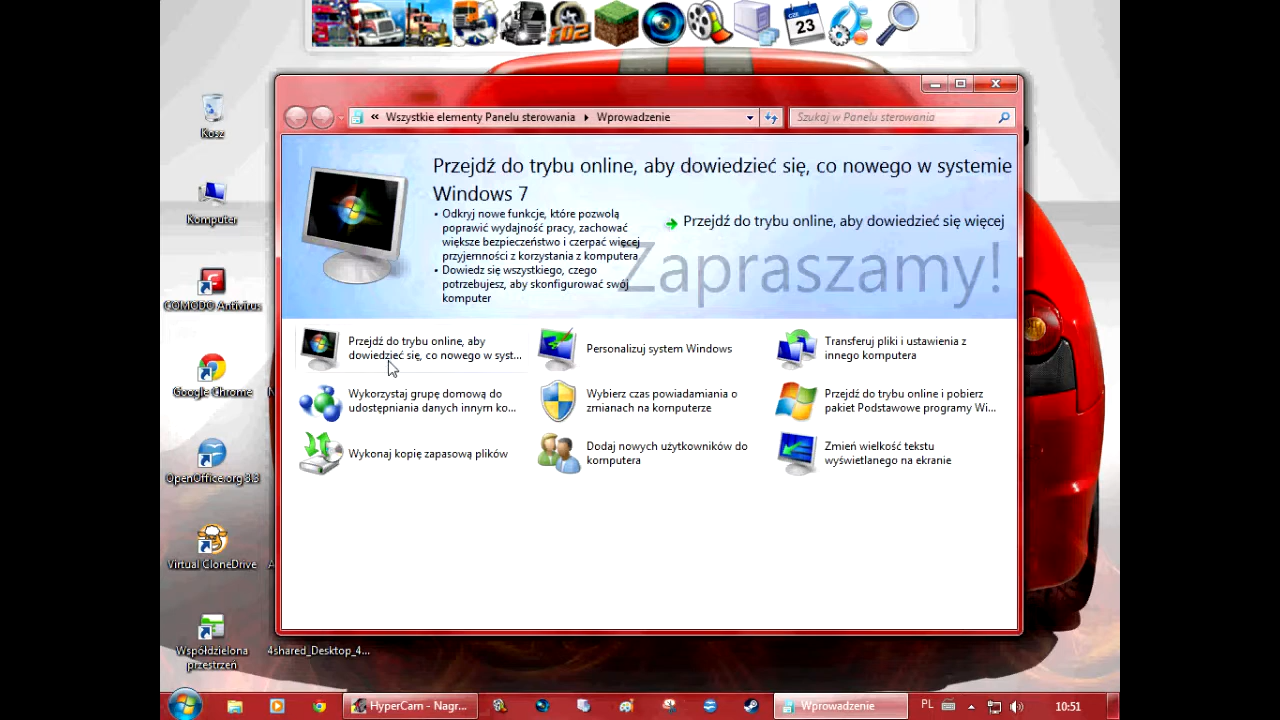 CZE
23
Kosz
Komputer
COMODO Antivirus
Google Chrome
OpenOffice.org 3.3
Virtual CloneDrive
Współdzielona
przestrzeń
4shared_Desktop_4...
« Wszystkie elementy Panelu sterowania Wprowadzenie
Szukaj w Panelu sterowania
Przejdź do trybu online, aby dowiedzieć się, co nowego w systemie
Windows 7
• Odkryj nowe funkcje, które pozwolą
poprawić wydajność pracy, zachować
większe bezpieczeństwo i czerpać więcej
przyjemności z korzystania z komputera
• Dowiedz się wszystkiego, czego
potrzebujesz, aby skonfigurować swój
komputer
Przejdź do trybu online, aby dowiedzieć się więcej
Zapraszamy!
Przejdź do trybu online, aby
dowiedzieć się, co nowego w syst...
Personalizuj system Windows
Transferuj pliki i ustawienia z
innego komputera
Wykorzystaj grupę domową do
udostępniania danych innym ko...
Wybierz czas powiadamiania o
zmianach na komputerze
Przejdź do trybu online i pobierz
pakiet Podstawowe programy Wi...
Wykonaj kopię zapasową plików
Dodaj nowych użytkowników do
komputera
Zmień wielkość tekstu
wyświetlanego na ekranie
HyperCam - Nagr...
Wprowadzenie
PL
10:51